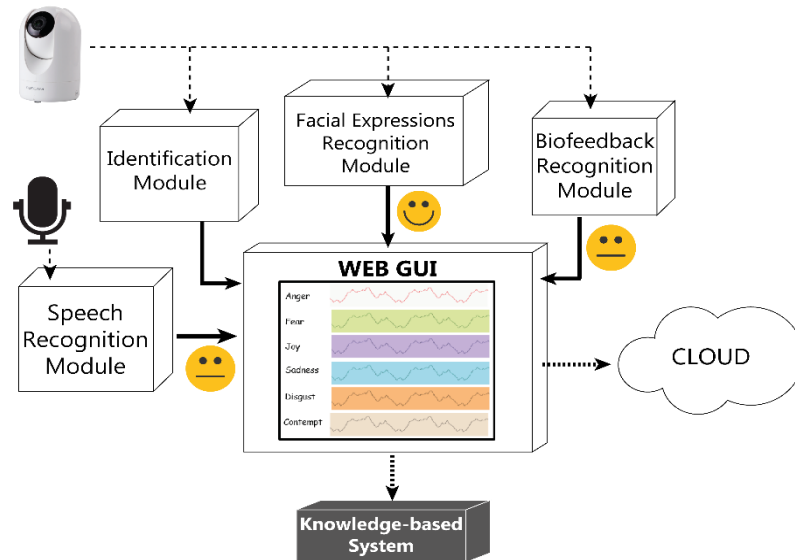 Identification
Module
Facial Expressions
Recognition
Module
Biofeedback
Recognition
Module
Speech
Recognition
Module
WEB GUI
Anger
Fear
Joy
Sadness
Disgust
Contempt
CLOUD
Knowledge-based
System